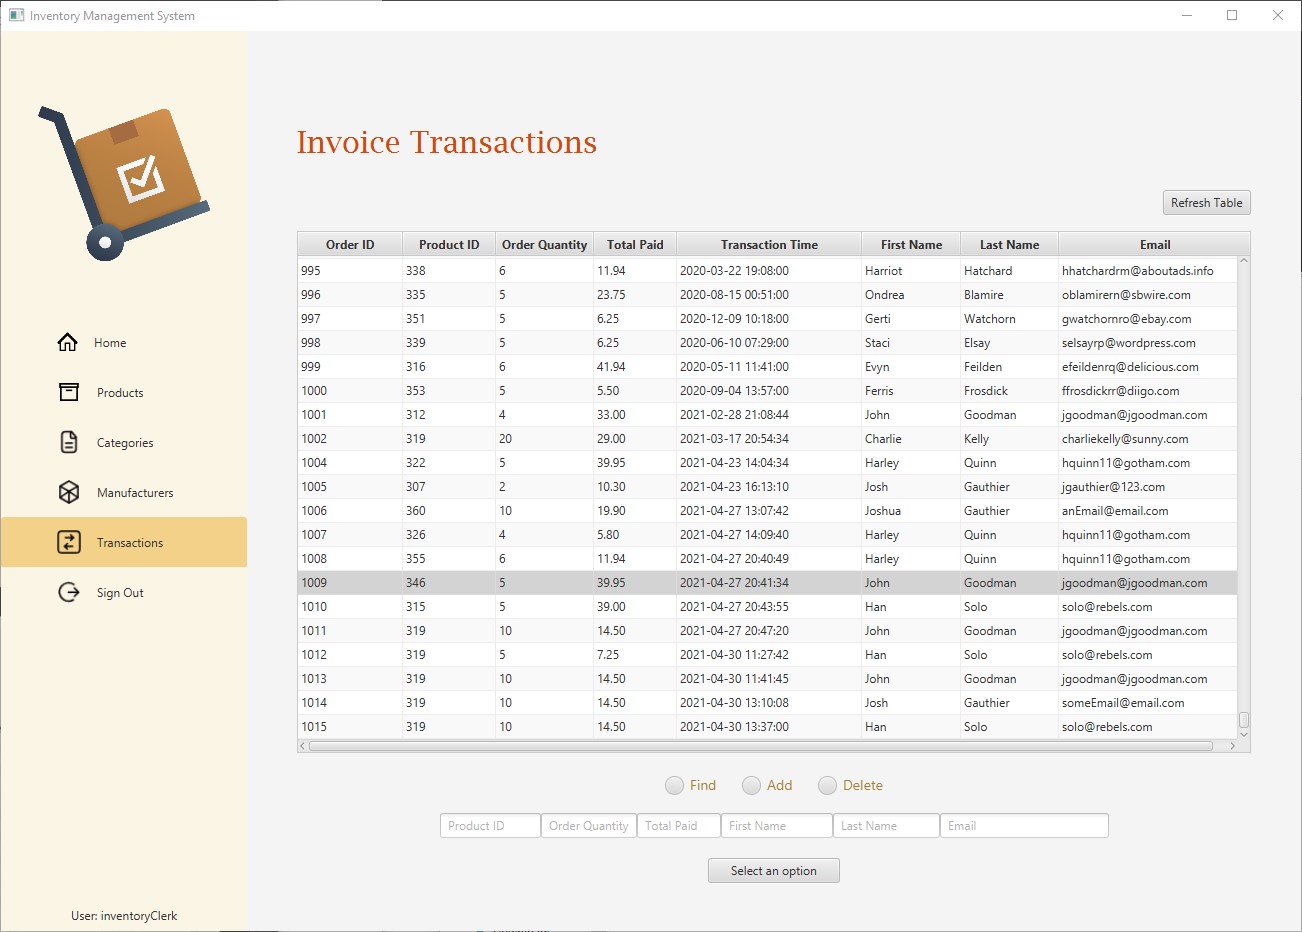 Inventory Management System
Invoice Transactions
Refresh Table
Order ID Product ID Order Quantity Total Paid Transaction Time First Name Last Name Email
995 338 6 11.94 2020-03-22 19:08:00 Harriot Hatchard hhatchardrm@aboutads.info
996 335 5 23.75 2020-08-15 00:51:00 Ondrea Blamire oblamirern@sbwire.com
997 351 5 6.25 2020-12-09 10:18:00 Gerti Watchorn gwatchornro@ebay.com
998 339 5 6.25 2020-06-10 07:29:00 Staci Elsay selsayrp@wordpress.com
999 316 6 41.94 2020-05-11 11:41:00 Evyn Feilden efeildenrq@delicious.com
1000 353 5 5.50 2020-09-04 13:57:00 Ferris Frosdick ffrosdickrr@diigo.com
1001 312 4 33.00 2021-02-28 21:08:44 John Goodman jgoodman@jgoodman.com
1002 319 20 29.00 2021-03-17 20:54:34 Charlie Kelly charliekelly@sunny.com
1004 322 5 39.95 2021-04-23 14:04:34 Harley Quinn hquinn11@gotham.com
1005 307 2 10.30 2021-04-23 16:13:10 Josh Gauthier jgauthier@123.com
1006 360 10 19.90 2021-04-27 13:07:42 Joshua Gauthier anEmail@email.com
1007 326 4 5.80 2021-04-27 14:09:40 Harley Quinn hquinn11@gotham.com
1008 355 6 11.94 2021-04-27 20:40:49 Harley Quinn hquinn11@gotham.com
1009 346 5 39.95 2021-04-27 20:41:34 John Goodman jgoodman@jgoodman.com
1010 315 5 39.00 2021-04-27 20:43:55 Han Solo solo@rebels.com
1011 319 10 14.50 2021-04-27 20:47:20 John Goodman jgoodman@jgoodman.com
1012 319 5 7.25 2021-04-30 11:27:42 Han Solo solo@rebels.com
1013 319 10 14.50 2021-04-30 11:41:45 John Goodman jgoodman@jgoodman.com
1014 319 10 14.50 2021-04-30 13:10:08 Josh Gauthier someEmail@email.com
1015 319 10 14.50 2021-04-30 13:37:00 Han Solo solo@rebels.com
Home
Products
Categories
Manufacturers
Transactions
Sign Out
Find Add Delete
Product ID Order Quantity Total Paid First Name Last Name Email
Select an option
User: inventoryClerk